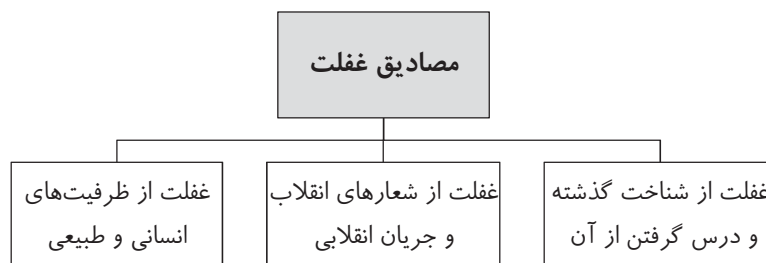 مصادیق غفلت
غفلت از شناخت گذشته
و درس گرفتن از آن
غفلت از شعارهای انقلاب
و جریان انقلابی
غفلت از ظرفیت‌های
انسانی و طبیعی